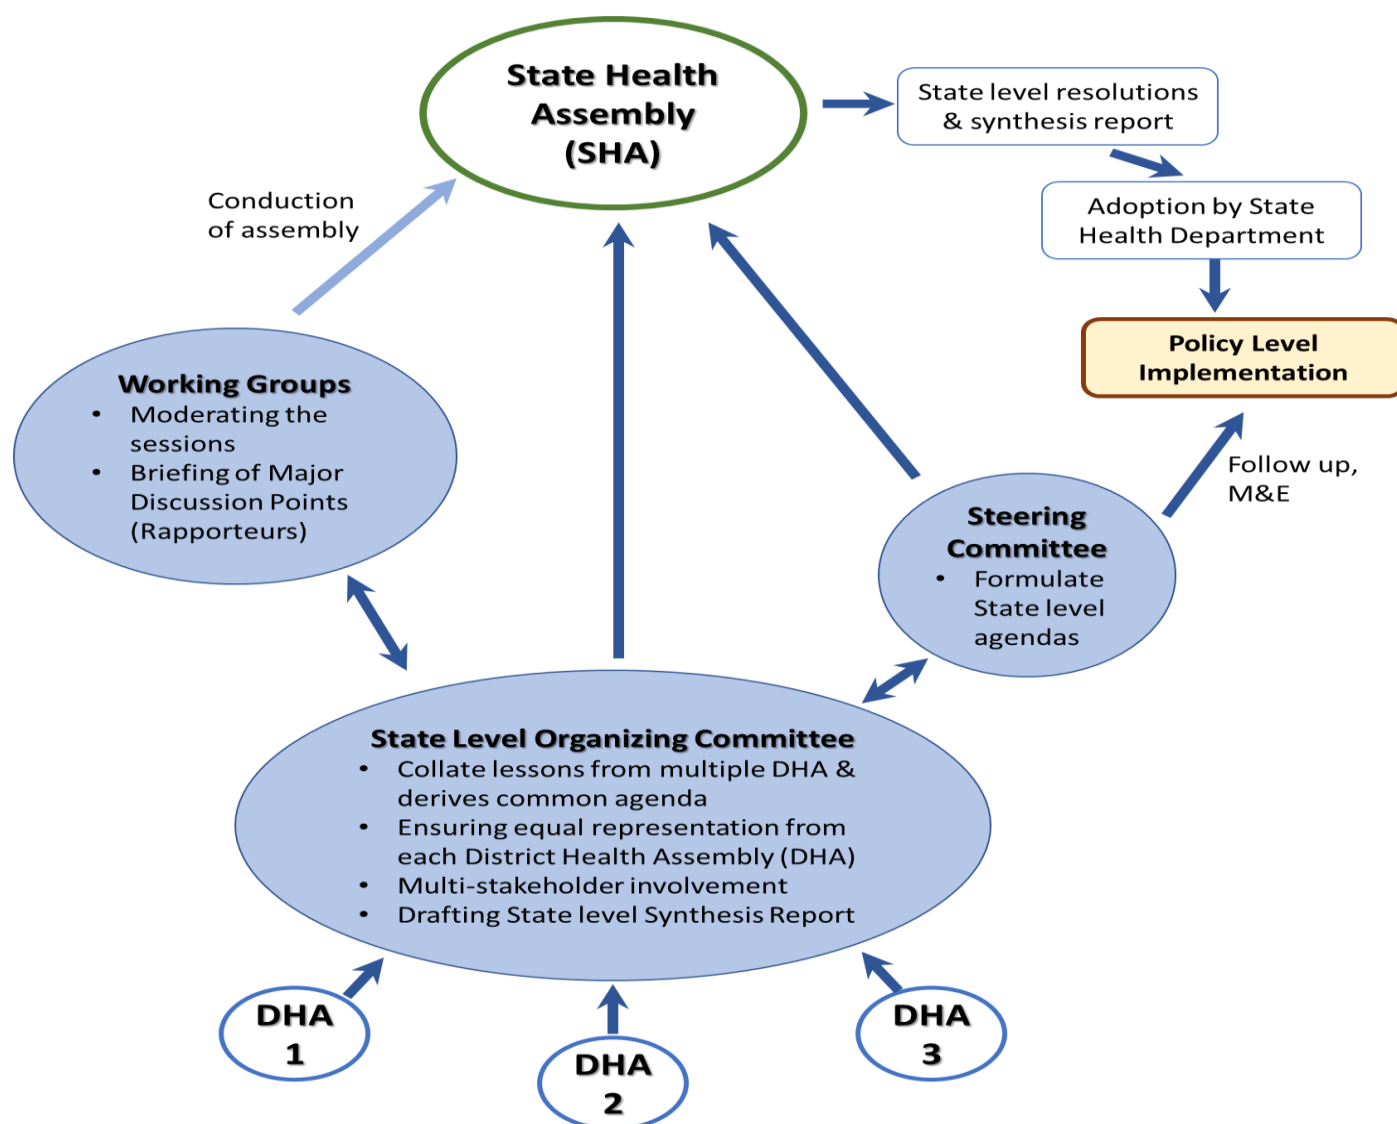 State Health
Assembly
(SHA)
State level resolutions
& synthesis report
Adoption by State
Health Department
Policy Level
Implementation
Conduction
of assembly
Working Groups
• Moderating the
sessions
• Briefing of Major
Discussion Points
(Rapporteurs)
Follow up,
M&E
Steering
Committee
• Formulate
State level
agendas
State Level Organizing Committee
• Collate lessons from multiple DHA &
derives common agenda
• Ensuring equal representation from
each District Health Assembly (DHA)
• Multi-stakeholder involvement
• Drafting State level Synthesis Report
DHA
1
DHA
2
DHA
3